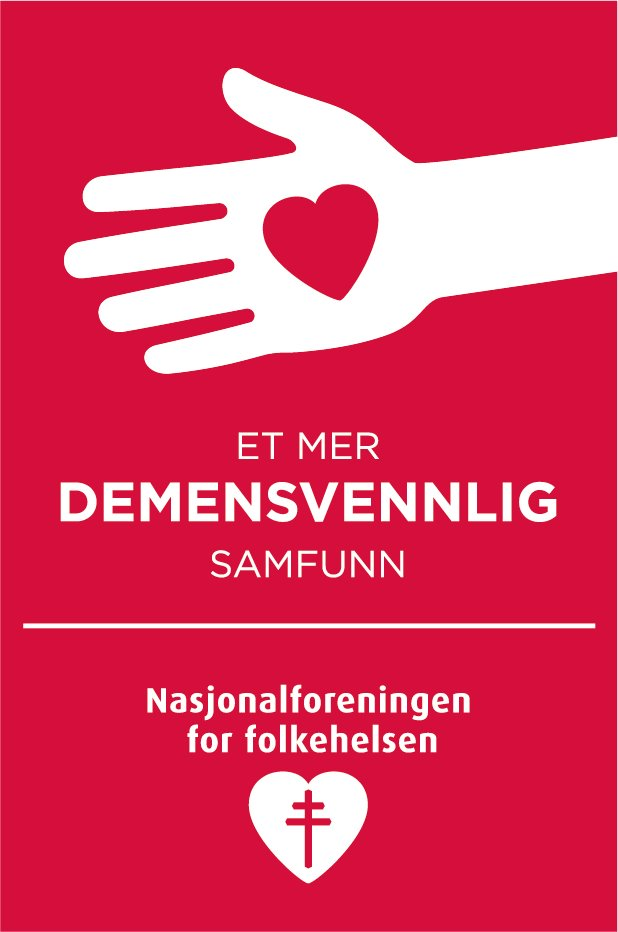 ET MER
DEMENSVENNLIG
SAMFUNN
Nasjonalforeningen
for folkehelsen